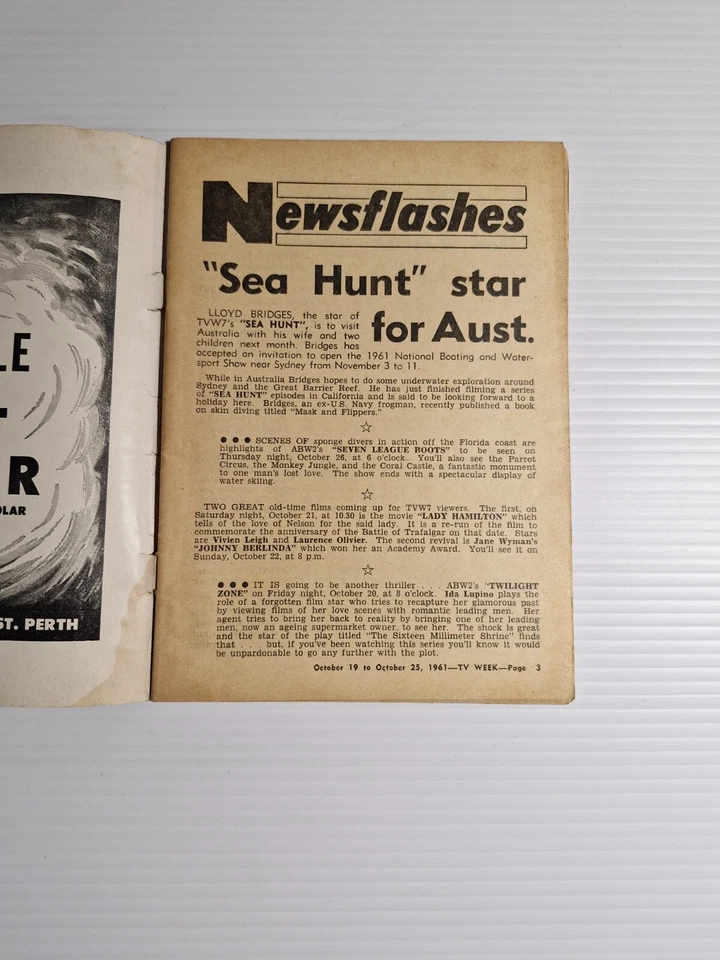 LE
R
OLAR
ST. PERTH
Newsflashes
"Sea Hunt" star
for Aust.
LLOYD BRIDGES, the star of
TVW7's "SEA HUNT", is to visit
Australia with his wife and two
children next month. Bridges has
accepted an invitation to open the 1961 National Boating and Water-
sport Show near Sydney from November 3 to 11.
While in Australia Bridges hopes to do some underwater exploration around
Sydney and the Great Barrier Reef. He has just finished filming a series
of "SEA HUNT" episodes in California and is said to be looking forward to a
holiday here. Bridges, an ex-U.S. Navy frogman, recently published a book
on skin diving titled "Mask and Flippers."
● ● ● SCENES OF sponge divers in action off the Florida coast are
highlights of ABW2's "SEVEN LEAGUE BOOTS" to be seen on
Thursday night, October 26, at 6 o'clock. You'll also see the Parrot
Circus, the Monkey Jungle, and the Coral Castle, a fantastic monument
to one man's lost love. The show ends with a spectacular display of
water skiing.
TWO GREAT old-time films coming up for TVW7 viewers. The first, on
Saturday night, October 21, at 10.30 is the movie "LADY HAMILTON" which
tells of the love of Nelson for the said lady. It is a re-run of the film to
commemorate the anniversary of the Battle of Trafalgar on that date. Stars
are Vivien Leigh and Laurence Olivier. The second revival is Jane Wyman's
"JOHNNY BERLINDA" which won her an Academy Award. You'll see it on
Sunday, October 22, at 8 p.m.
● ● ● IT IS going to be another thriller . . . ABW2's "TWILIGHT
ZONE" on Friday night, October 20, at 8 o'clock. Ida Lupino plays the
role of a forgotten film star who tries to recapture her glamorous past
by viewing films of her love scenes with romantic leading men. Her
agent tries to bring her back to reality by bringing one of her leading
men, now an ageing supermarket owner, to see her. The shock is great
and the star of the play titled "The Sixteen Millimeter Shrine" finds
that . . but, if you've been watching this series you'll know it would
be unpardonable to go any further with the plot.
October 19 to October 25, 1961—TV WEEK—Page 3